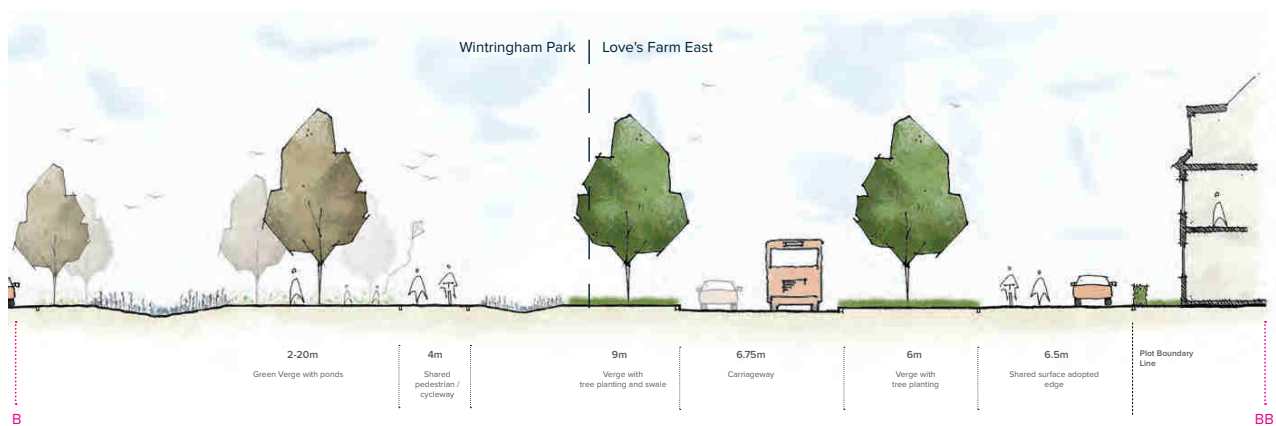 Wintringham Park
Love's Farm East
2-20m
Green Verge with ponds
4m
Shared
pedestrian /
cycleway
9m
Verge with
tree planting and swale
6.75m
Carriageway
6m
Verge with
tree planting
6.5m
Shared surface adopted
edge
Plot Boundary
Line
B
BB